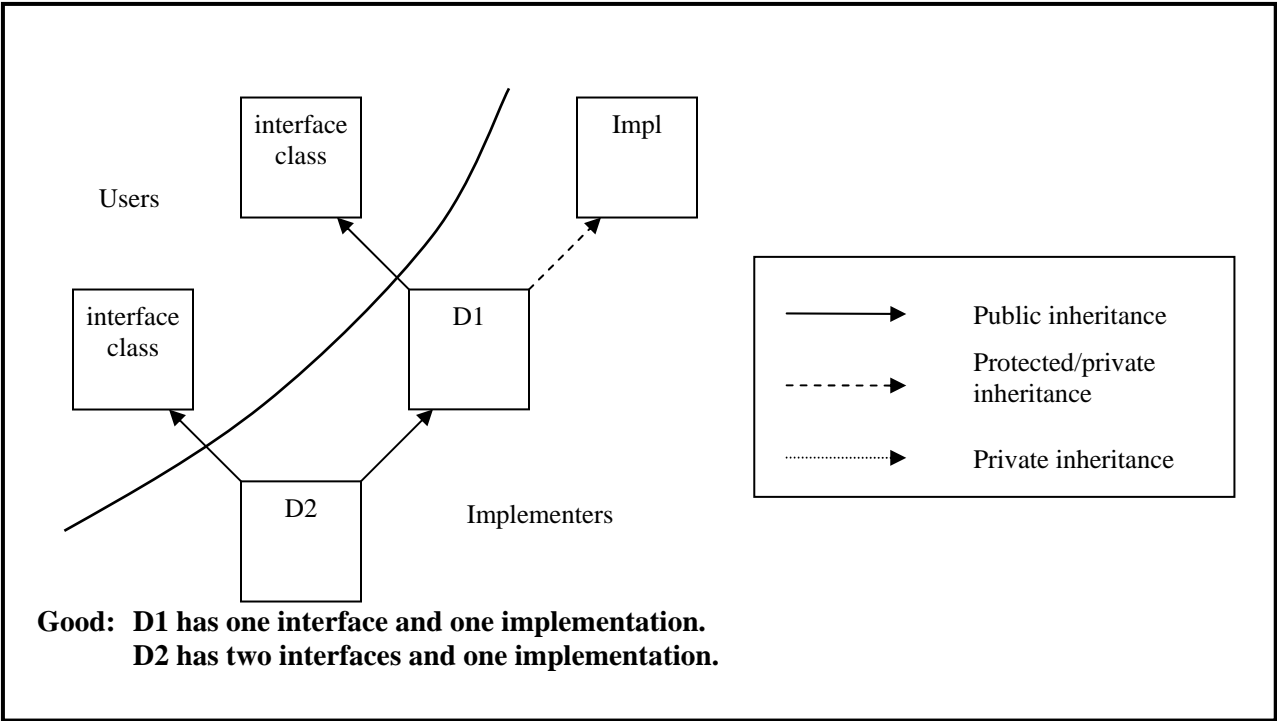 interface
class
Impl
Users
interface
class
D1
Public inheritance
Protected/private
inheritance
Private inheritance
D2
Implementers
Good: D1 has one interface and one implementation.
D2 has two interfaces and one implementation.